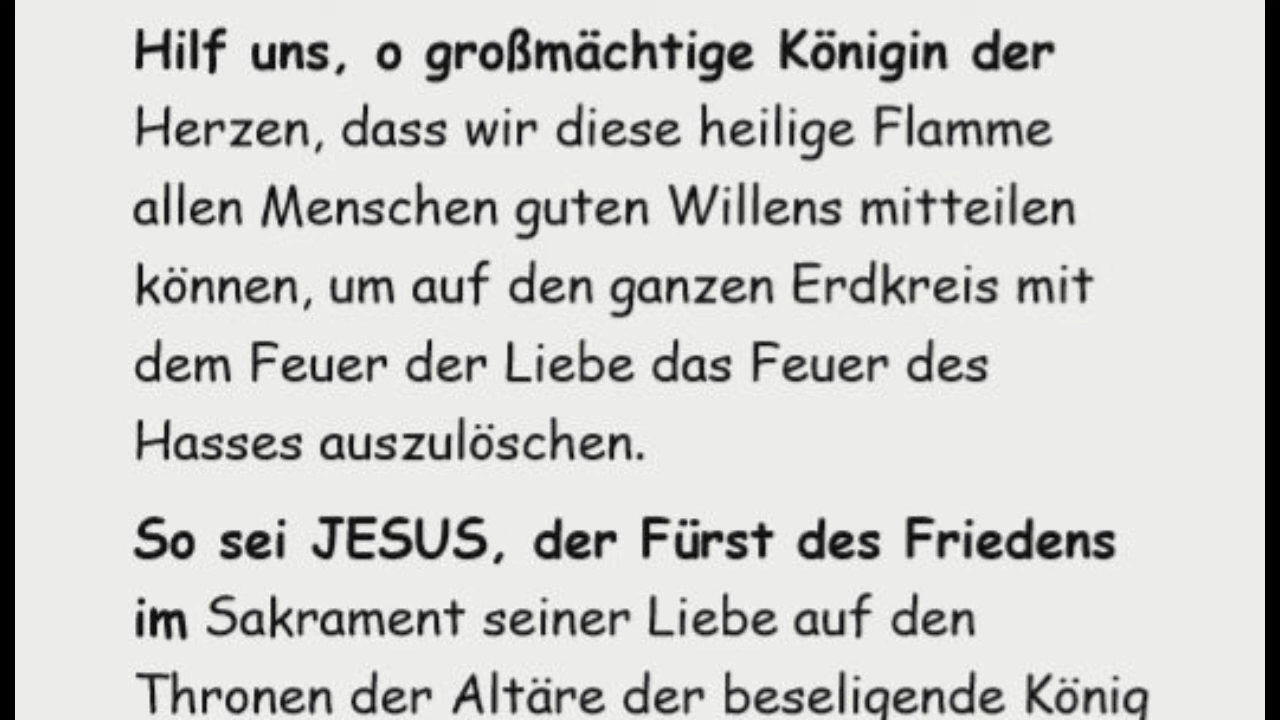 Hilf uns, o großmächtige Königin der
Herzen, dass wir diese heilige Flamme
allen Menschen guten Willens mitteilen
können, um auf den ganzen Erdkreis mit
dem Feuer der Liebe das Feuer des
Hasses auszulöschen.
So sei JESUS, der Fürst des Friedens
im Sakrament seiner Liebe auf den
Thronen der Altäre der beseligende König